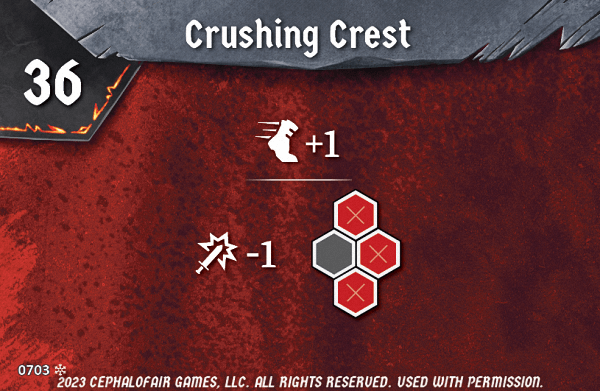 Crushing Crest
36
+1
-1
0703
2023 CEPHALOFAIR GAMES, LLC. ALL RIGHTS RESERVED. USED WITH PERMISSION.